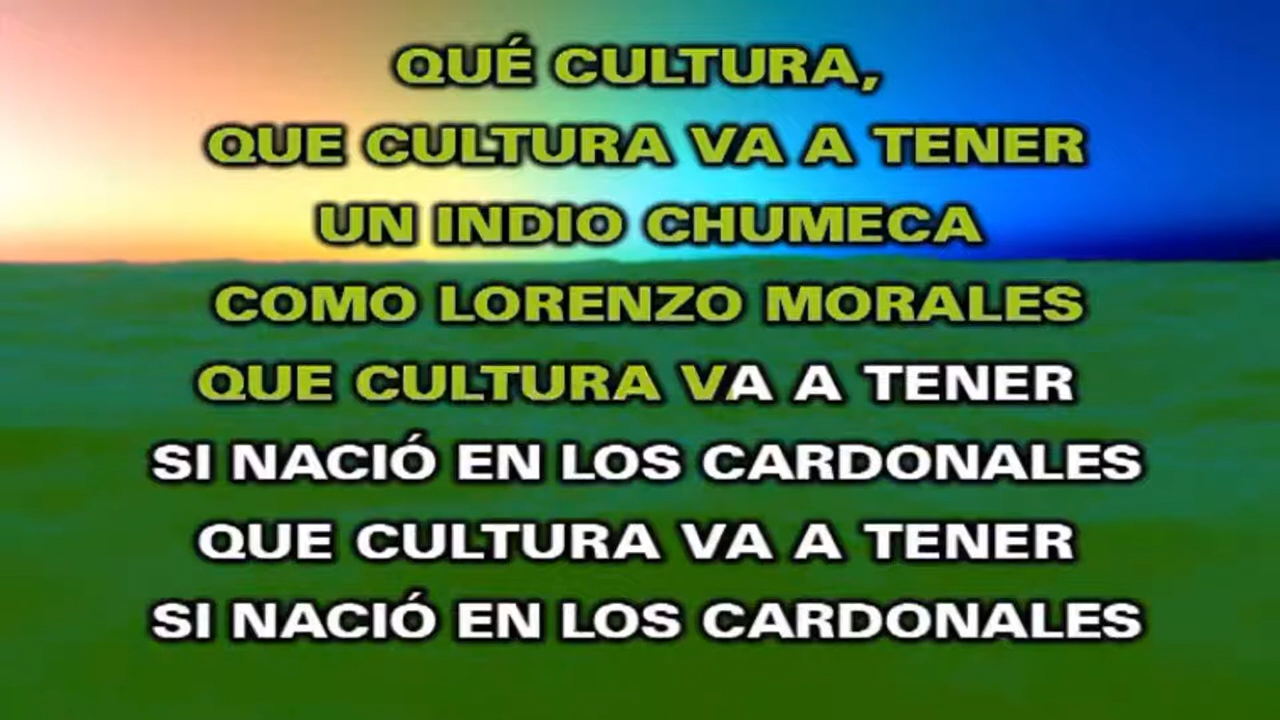 QUÉ CULTURA,
QUE CULTURA VA A TENER
UN INDIO CHUMECA
COMO LORENZO MORALES
QUE CULTURA VA A TENER
SI NACIÓ EN LOS CARDONALES
QUE CULTURA VA A TENER
SI NACIÓ EN LOS CARDONALES